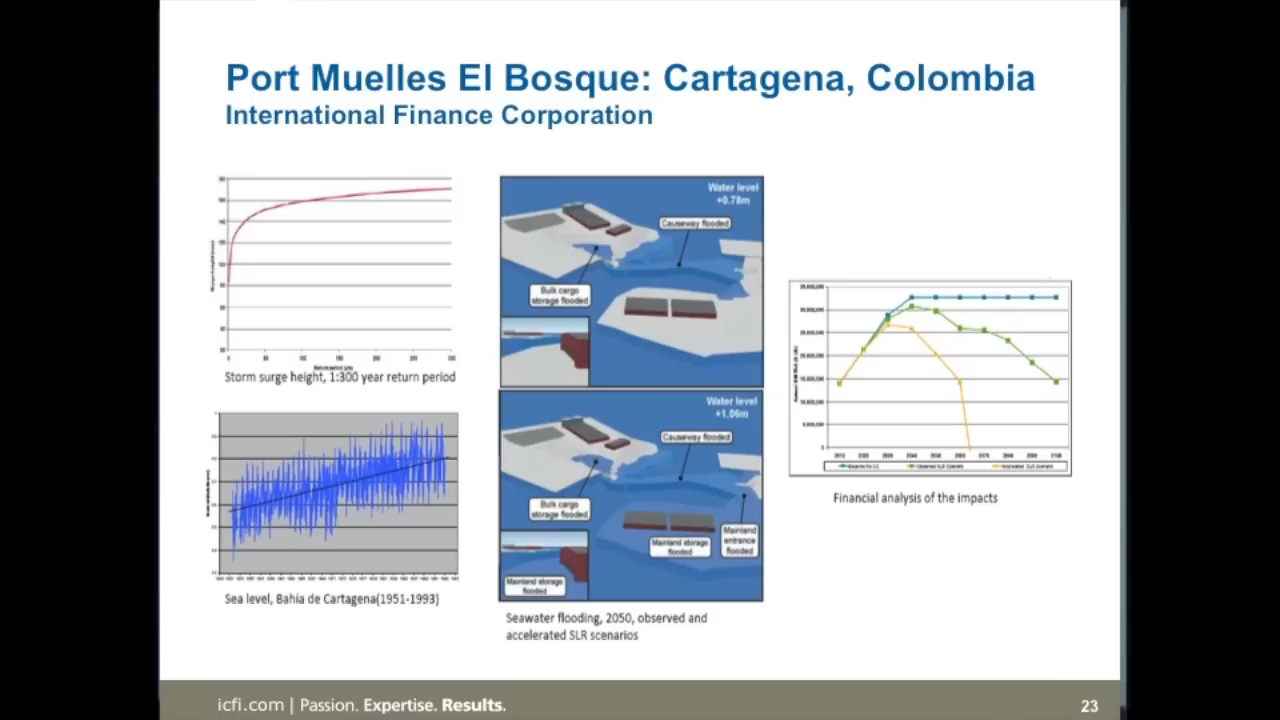 Port Muelles El Bosque: Cartagena, Colombia
International Finance Corporation
Storm surge height, 1:300 year return period
Sea level, Bahía de Cartagena(1951-1993)
Water level
+0.78m
Causeway flooded
Bulk cargo
storage flooded
Water level
+1.06m
Causeway flooded
Bulk cargo
storage flooded
Mainland storage
flooded
Mainland
entrance
flooded
Mainland storage
flooded
Seawater flooding, 2050, observed and
accelerated SLR scenarios
Financial analysis of the impacts
icfi.com | Passion. Expertise. Results.
23